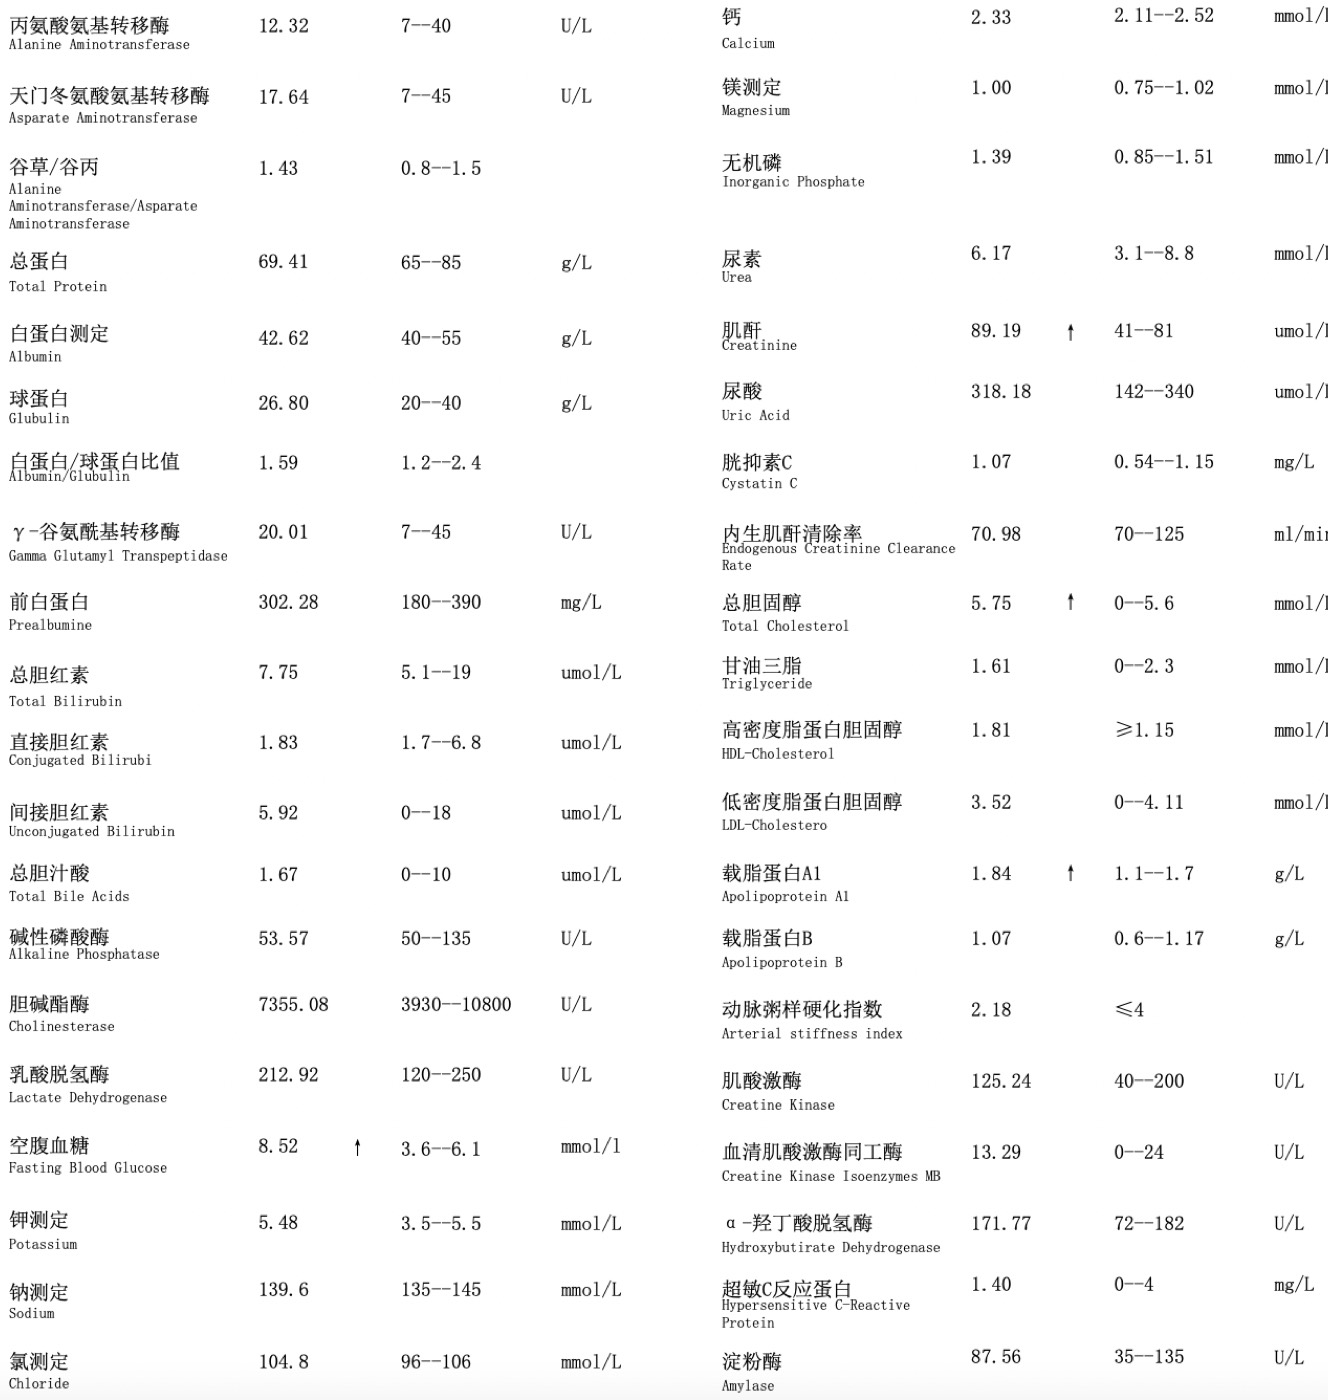 丙氨酸氨基转移酶 12.32 7--40 U/L
Alanine Aminotransferase
天门冬氨酸氨基转移酶 17.64 7--45 U/L
Asparate Aminotransferase
谷草/谷丙 1.43 0.8--1.5
Alanine
Aminotransferase/Asparate
Aminotransferase
总蛋白 69.41 65--85 g/L
Total Protein
白蛋白测定 42.62 40--55 g/L
Albumin
球蛋白 26.80 20--40 g/L
Glubulin
白蛋白/球蛋白比值 1.59 1.2--2.4
Albumin/Glubulin
γ-谷氨酰基转移酶 20.01 7--45 U/L
Gamma Glutamyl Transpeptidase
前白蛋白 302.28 180--390 mg/L
Prealbumine
总胆红素 7.75 5.1--19 umol/L
Total Bilirubin
直接胆红素 1.83 1.7--6.8 umol/L
Conjugated Bilirubi
间接胆红素 5.92 0--18 umol/L
Unconjugated Bilirubin
总胆汁酸 1.67 0--10 umol/L
Total Bile Acids
碱性磷酸酶 53.57 50--135 U/L
Alkaline Phosphatase
胆碱酯酶 7355.08 3930--10800 U/L
Cholinesterase
乳酸脱氢酶 212.92 120--250 U/L
Lactate Dehydrogenase
空腹血糖 8.52 ↑ 3.6--6.1 mmol/l
Fasting Blood Glucose
钾测定 5.48 3.5--5.5 mmol/L
Potassium
钠测定 139.6 135--145 mmol/L
Sodium
氯测定 104.8 96--106 mmol/L
Chloride
钙 2.33 2.11--2.52 mmol/
Calcium
镁测定 1.00 0.75--1.02 mmol/
Magnesium
无机磷 1.39 0.85--1.51 mmol/
Inorganic Phosphate
尿素 6.17 3.1--8.8 mmol/
Urea
肌酐 89.19 ↑ 41--81 umol/
Creatinine
尿酸 318.18 142--340 umol/
Uric Acid
胱抑素C 1.07 0.54--1.15 mg/L
Cystatin C
内生肌酐清除率 70.98 70--125 ml/min
Endogenous Creatinine Clearance
Rate
总胆固醇 5.75 ↑ 0--5.6 mmol/
Total Cholesterol
甘油三脂 1.61 0--2.3 mmol/
Triglyceride
高密度脂蛋白胆固醇 1.81 ≥1.15 mmol/
HDL-Cholesterol
低密度脂蛋白胆固醇 3.52 0--4.11 mmol/
LDL-Cholestero
载脂蛋白A1 1.84 ↑ 1.1--1.7 g/L
Apolipoprotein A1
载脂蛋白B 1.07 0.6--1.17 g/L
Apolipoprotein B
动脉粥样硬化指数 2.18 ≤4
Arterial stiffness index
肌酸激酶 125.24 40--200 U/L
Creatine Kinase
血清肌酸激酶同工酶 13.29 0--24 U/L
Creatine Kinase Isoenzymes MB
α-羟丁酸脱氢酶 171.77 72--182 U/L
Hydroxybutirate Dehydrogenase
超敏C反应蛋白 1.40 0--4 mg/L
Hypersensitive C-Reactive
Protein
淀粉酶 87.56 35--135 U/L
Amylase